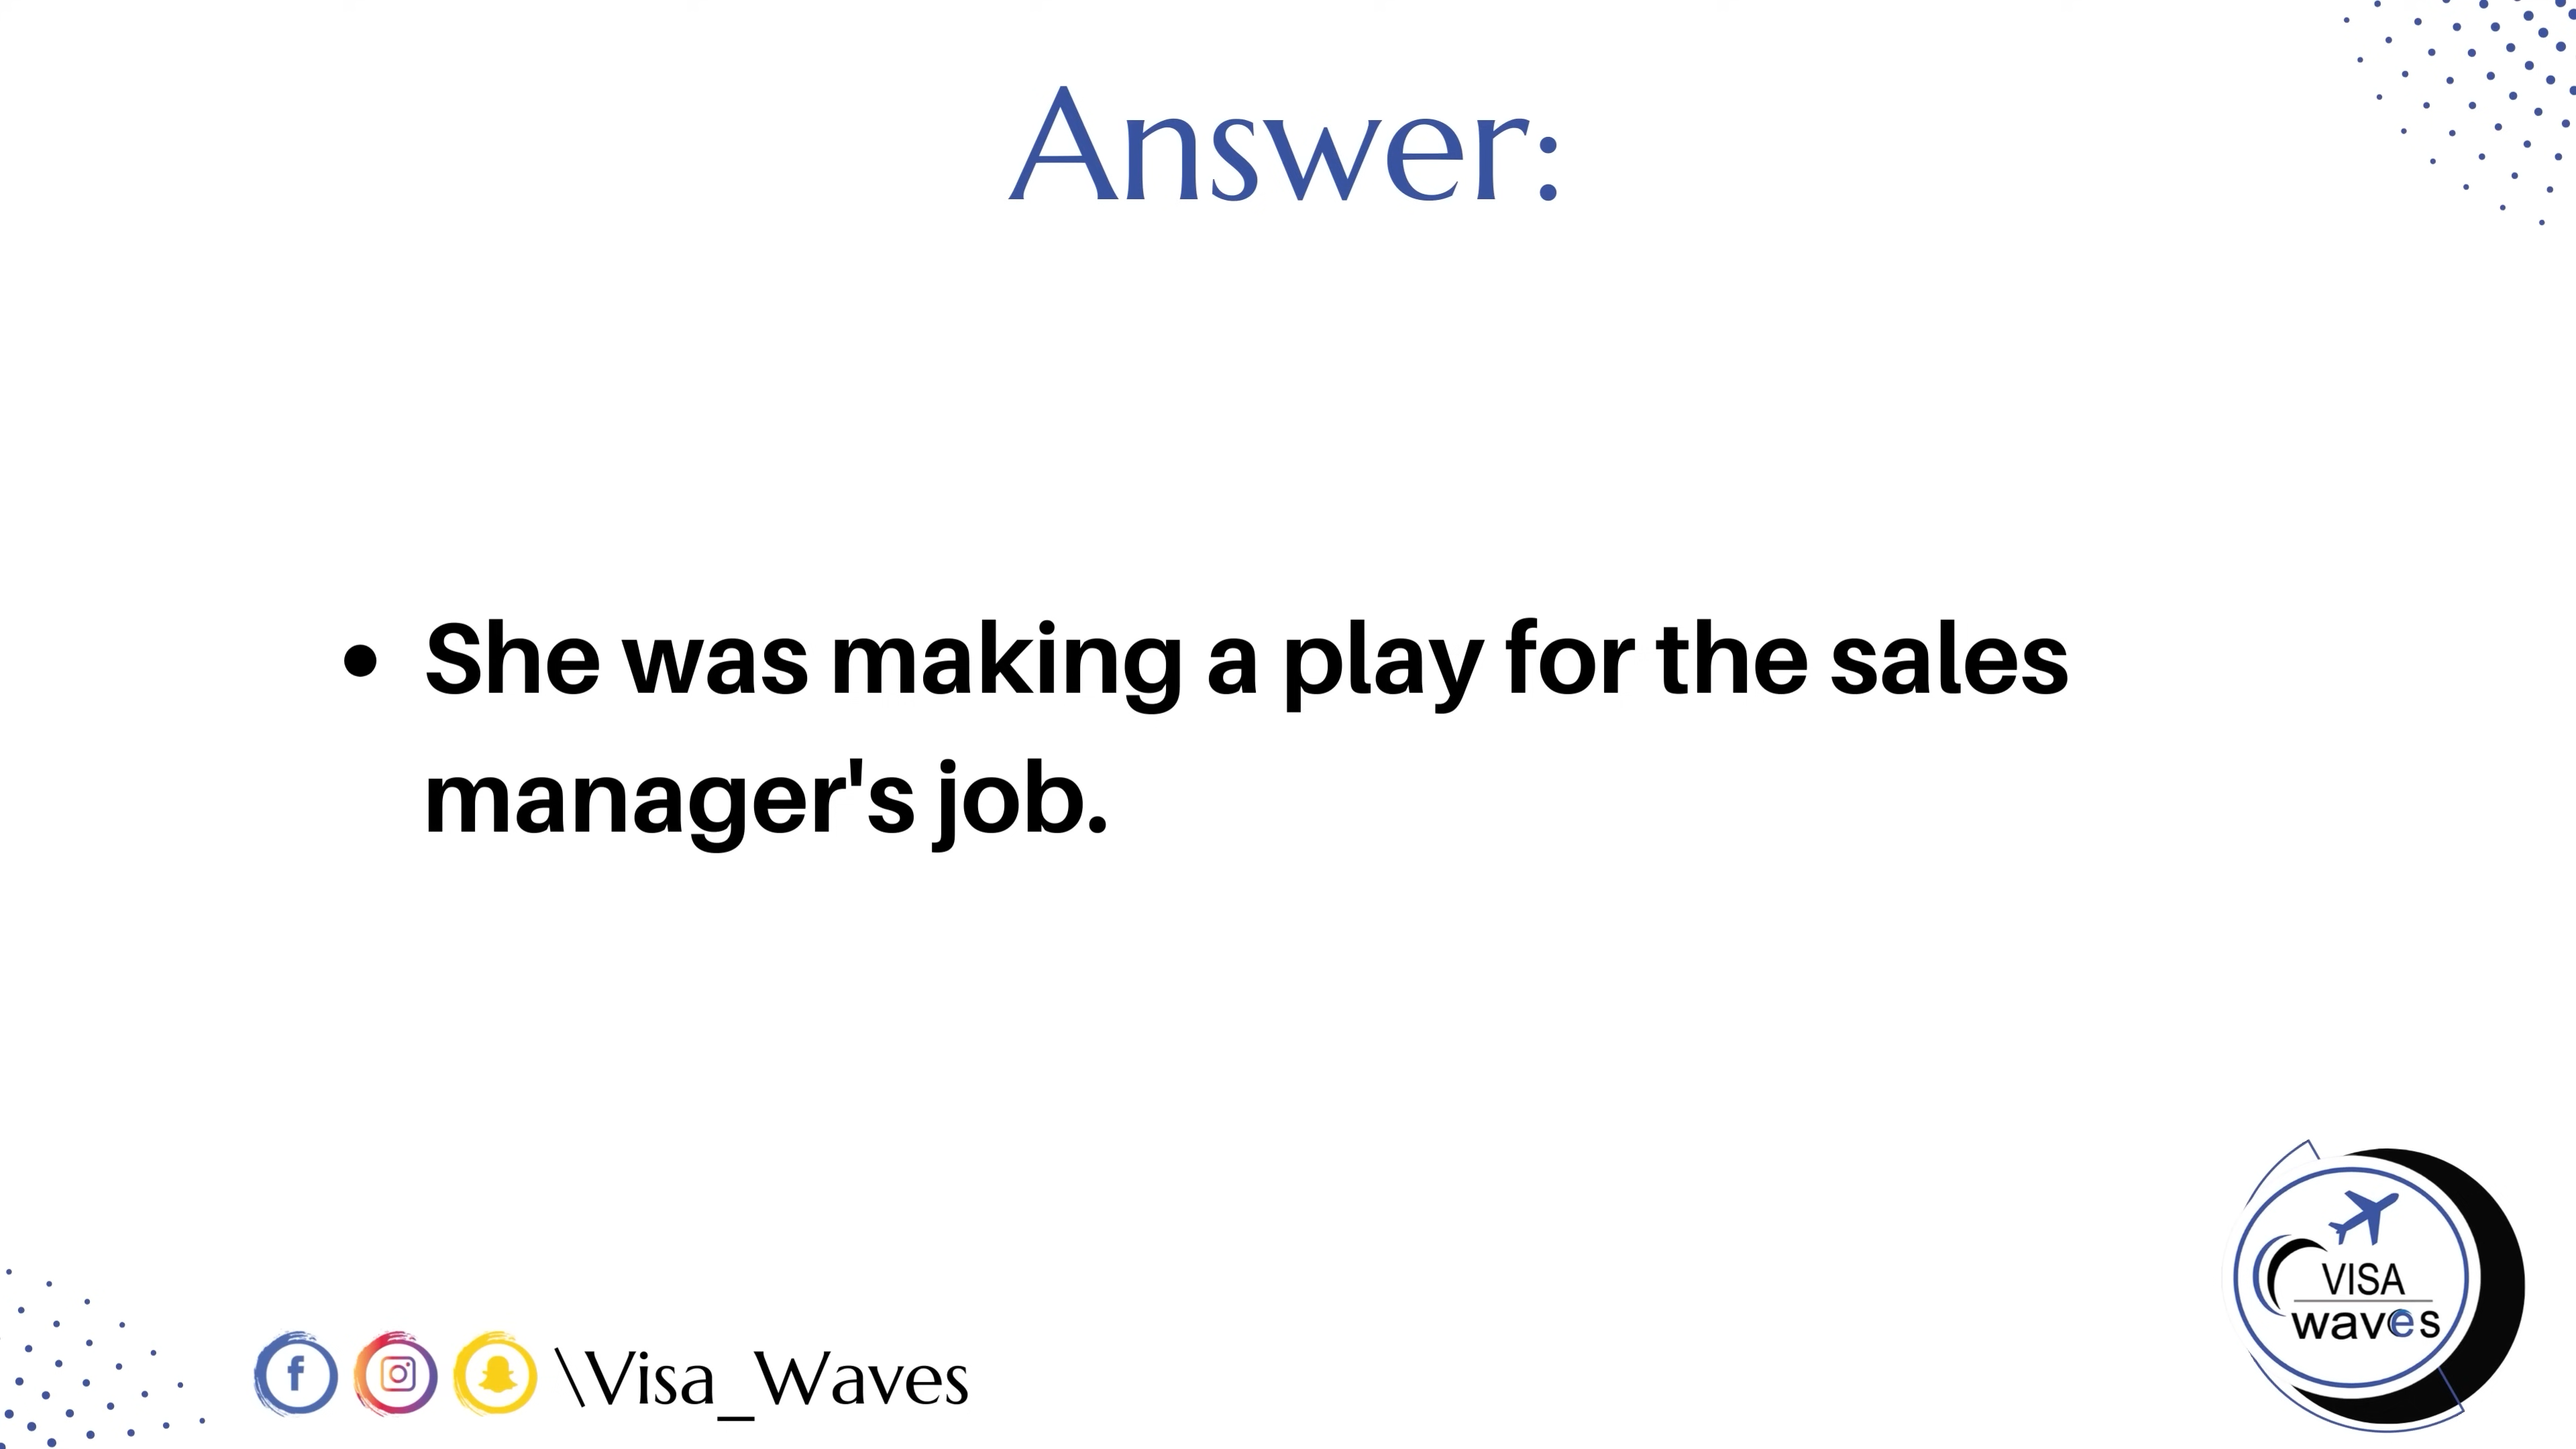 Answer:
• She was making a play for the sales
manager's job.
\Visa_Waves
VISA
waves